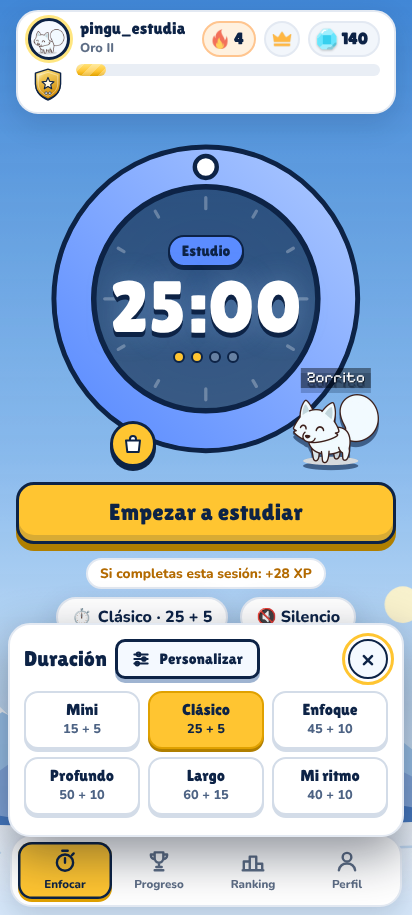 pingu_estudia
Oro II
4
140
Estudio
25:00
Zorrito
Empezar a estudiar
Si completas esta sesión: +28 XP
Clásico · 25 + 5
Silencio
Duración
Personalizar
Mini
15 + 5
Clásico
25 + 5
Enfoque
45 + 10
Profundo
50 + 10
Largo
60 + 15
Mi ritmo
40 + 10
Enfocar
Progreso
Ranking
Perfil